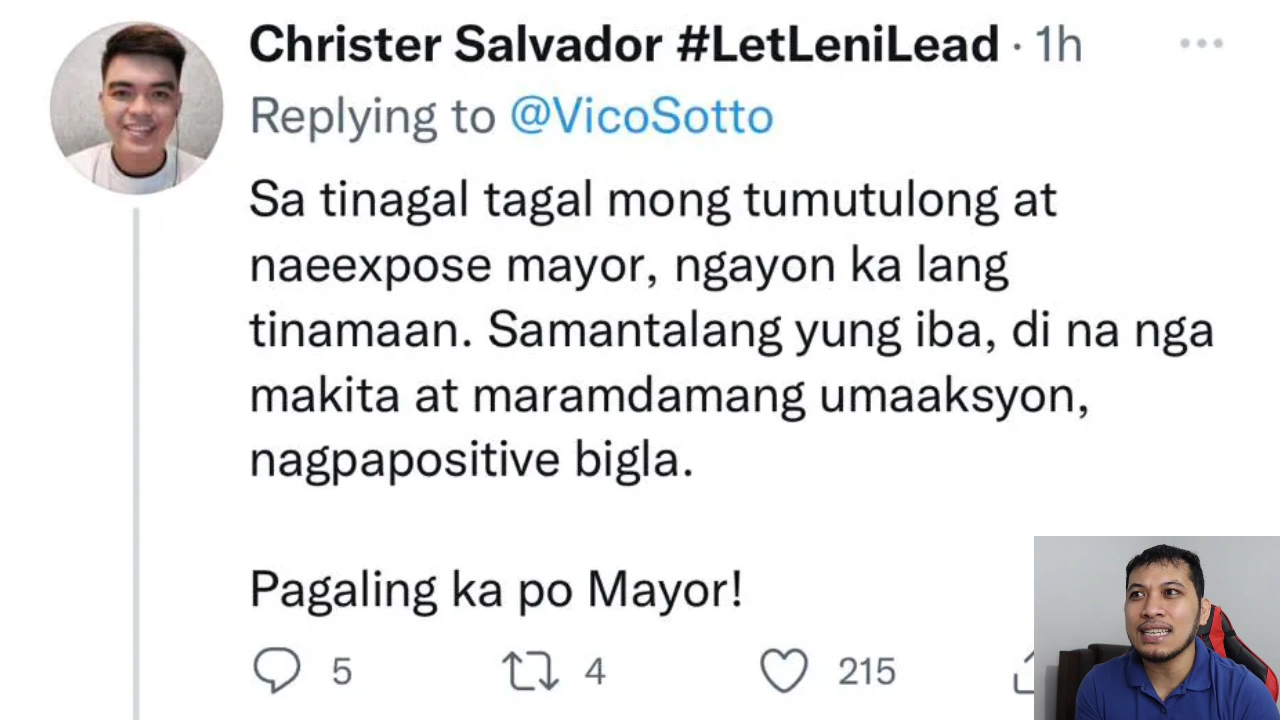 Christer Salvador #LetLeniLead · 1h
Replying to @VicoSotto
Sa tinagal tagal mong tumutulong at
naeexpose mayor, ngayon ka lang
tinamaan. Samantalang yung iba, di na nga
makita at maramdamang umaaksyon,
nagpapositive bigla.
Pagaling ka po Mayor!
5 4 215